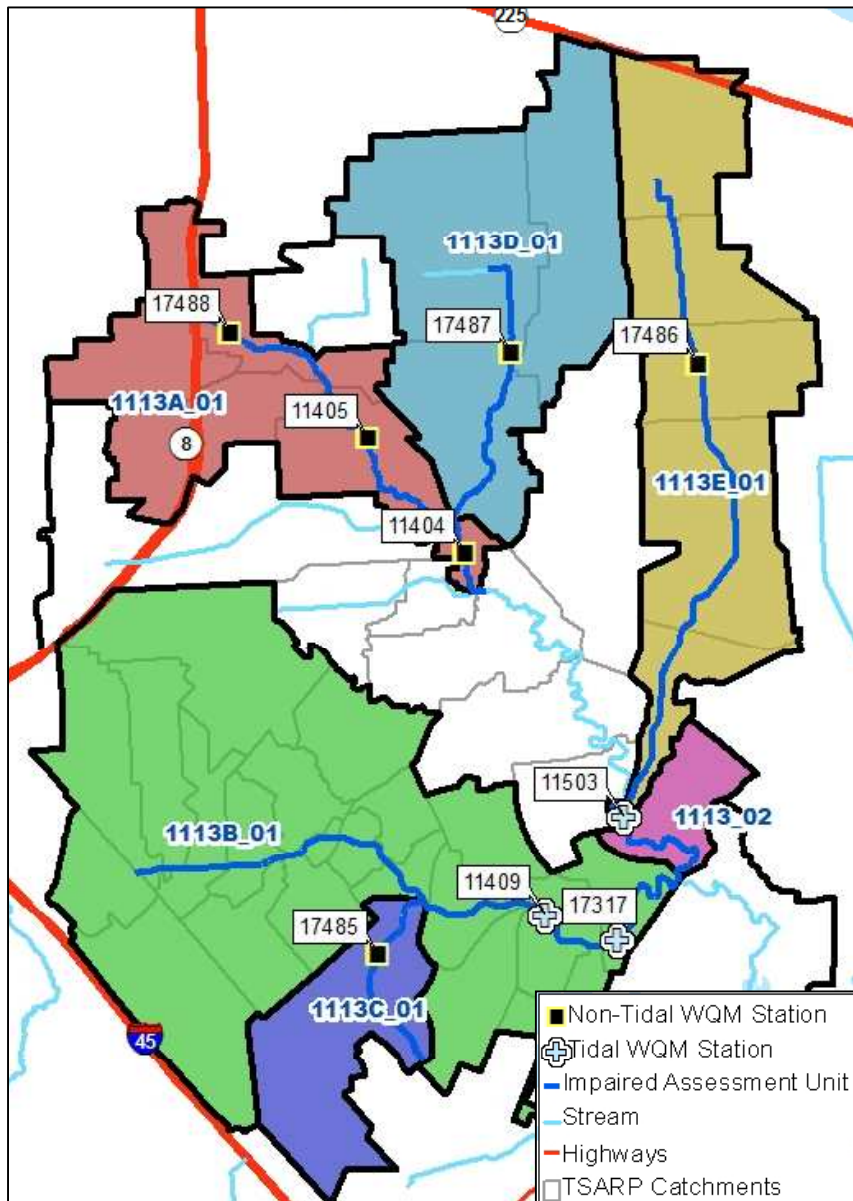 225
1113D_01
17488
17487
17486
1113A_01
11405
8
1113E_01
11404
11503
1113_02
1113B_01
11409
17317
17485
1113C_01
45
Non-Tidal WQM Station
Tidal WQM Station
Impaired Assessment Unit
Stream
Highways
TSARP Catchments